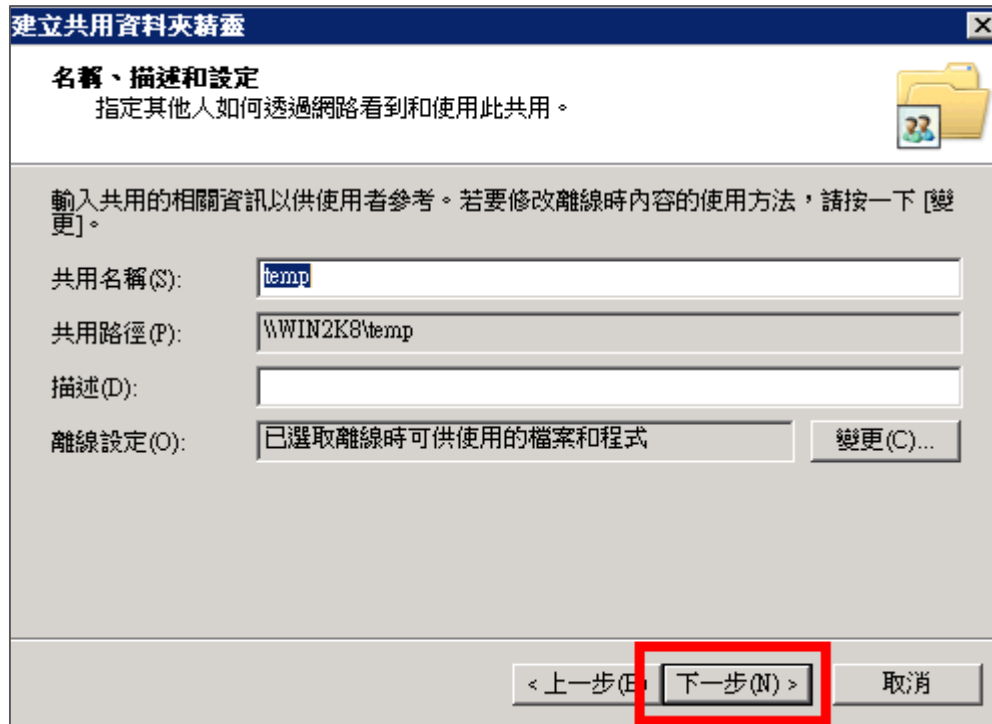 建立共用資料夾精靈
名稱、描述和設定
指定其他人如何透過網路看到和使用此共用。
輸入共用的相關資訊以供使用者參考。若要修改離線時內容的使用方法，請按一下 [變
更]。
共用名稱(S): temp
共用路徑(P): \\WIN2K8\temp
描述(D):
離線設定(O): 已選取離線時可供使用的檔案和程式 變更(C)...
< 上一步(B) 下一步(N) > 取消